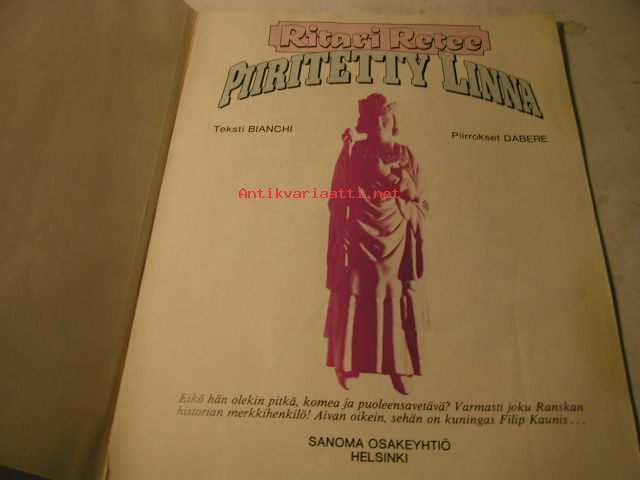 Ritari Retee
PIIRITETTY LINNA
Teksti BIANCHI
Piirrokset DABERE
Antikvariaatti.net
Eikö hän olekin pitkä, komea ja puoleensavetävä? Varmasti joku Ranskan
historian merkkihenkilö! Aivan oikein, sehän on kuningas Filip Kaunis...
SANOMA OSAKEYHTIÖ
HELSINKI